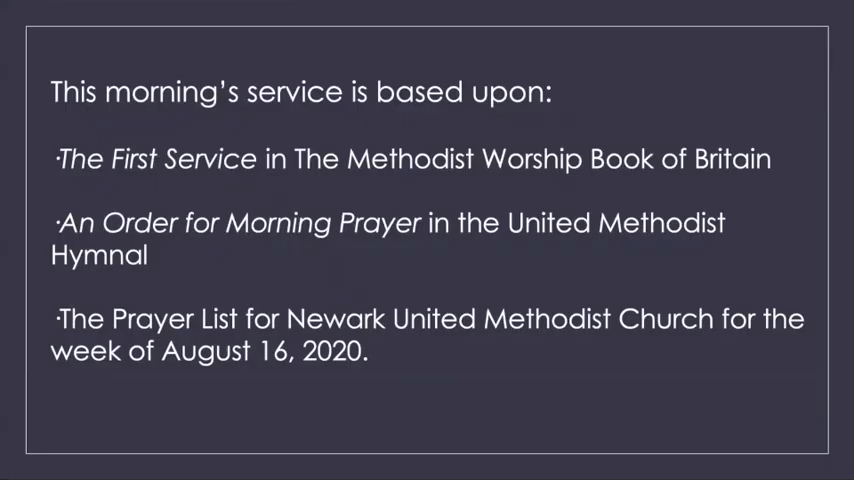 This morning’s service is based upon:
·The First Service in The Methodist Worship Book of Britain
·An Order for Morning Prayer in the United Methodist
Hymnal
·The Prayer List for Newark United Methodist Church for the
week of August 16, 2020.